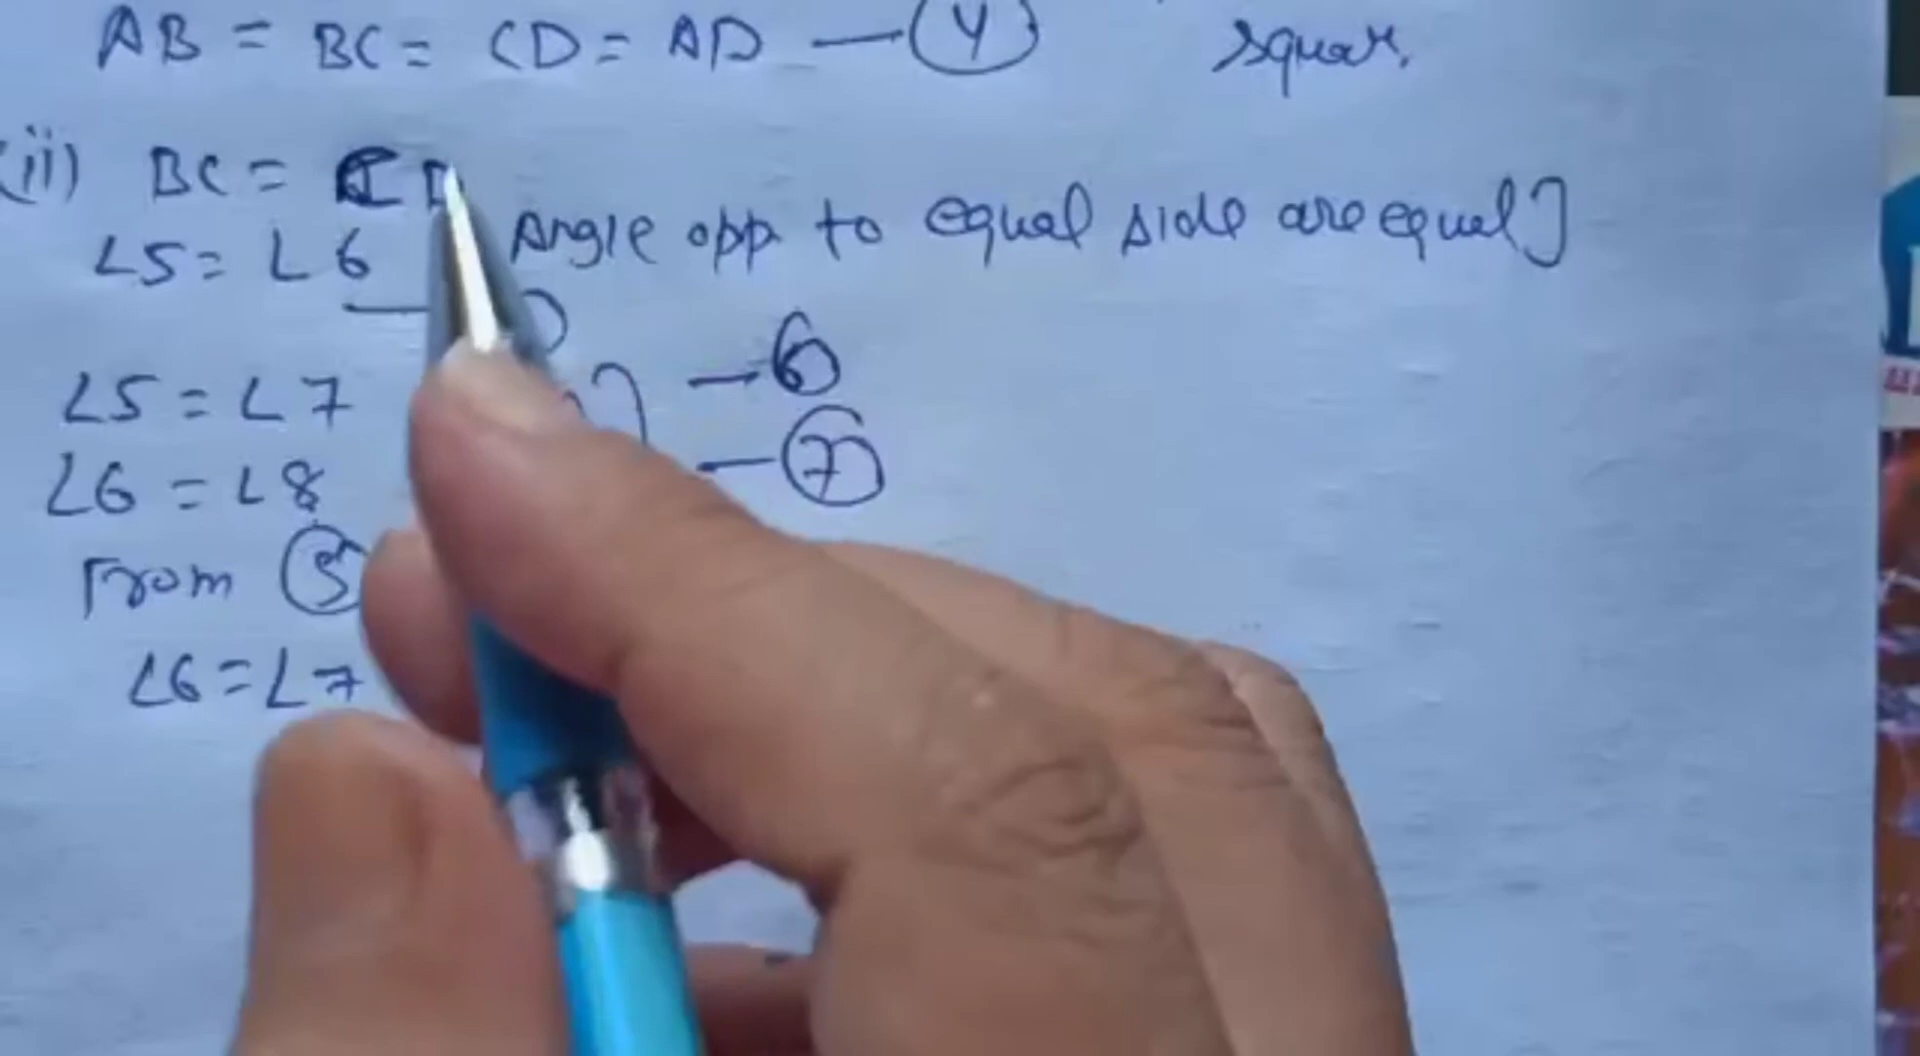 AB = BC = CD = AD — 4 squar.
(ii) BC = CD
∠5 = ∠6 Angle opp. to equal side are equal]
∠5 = ∠7 — 6
∠6 = ∠8 — 7
From 5
∠6 = ∠7